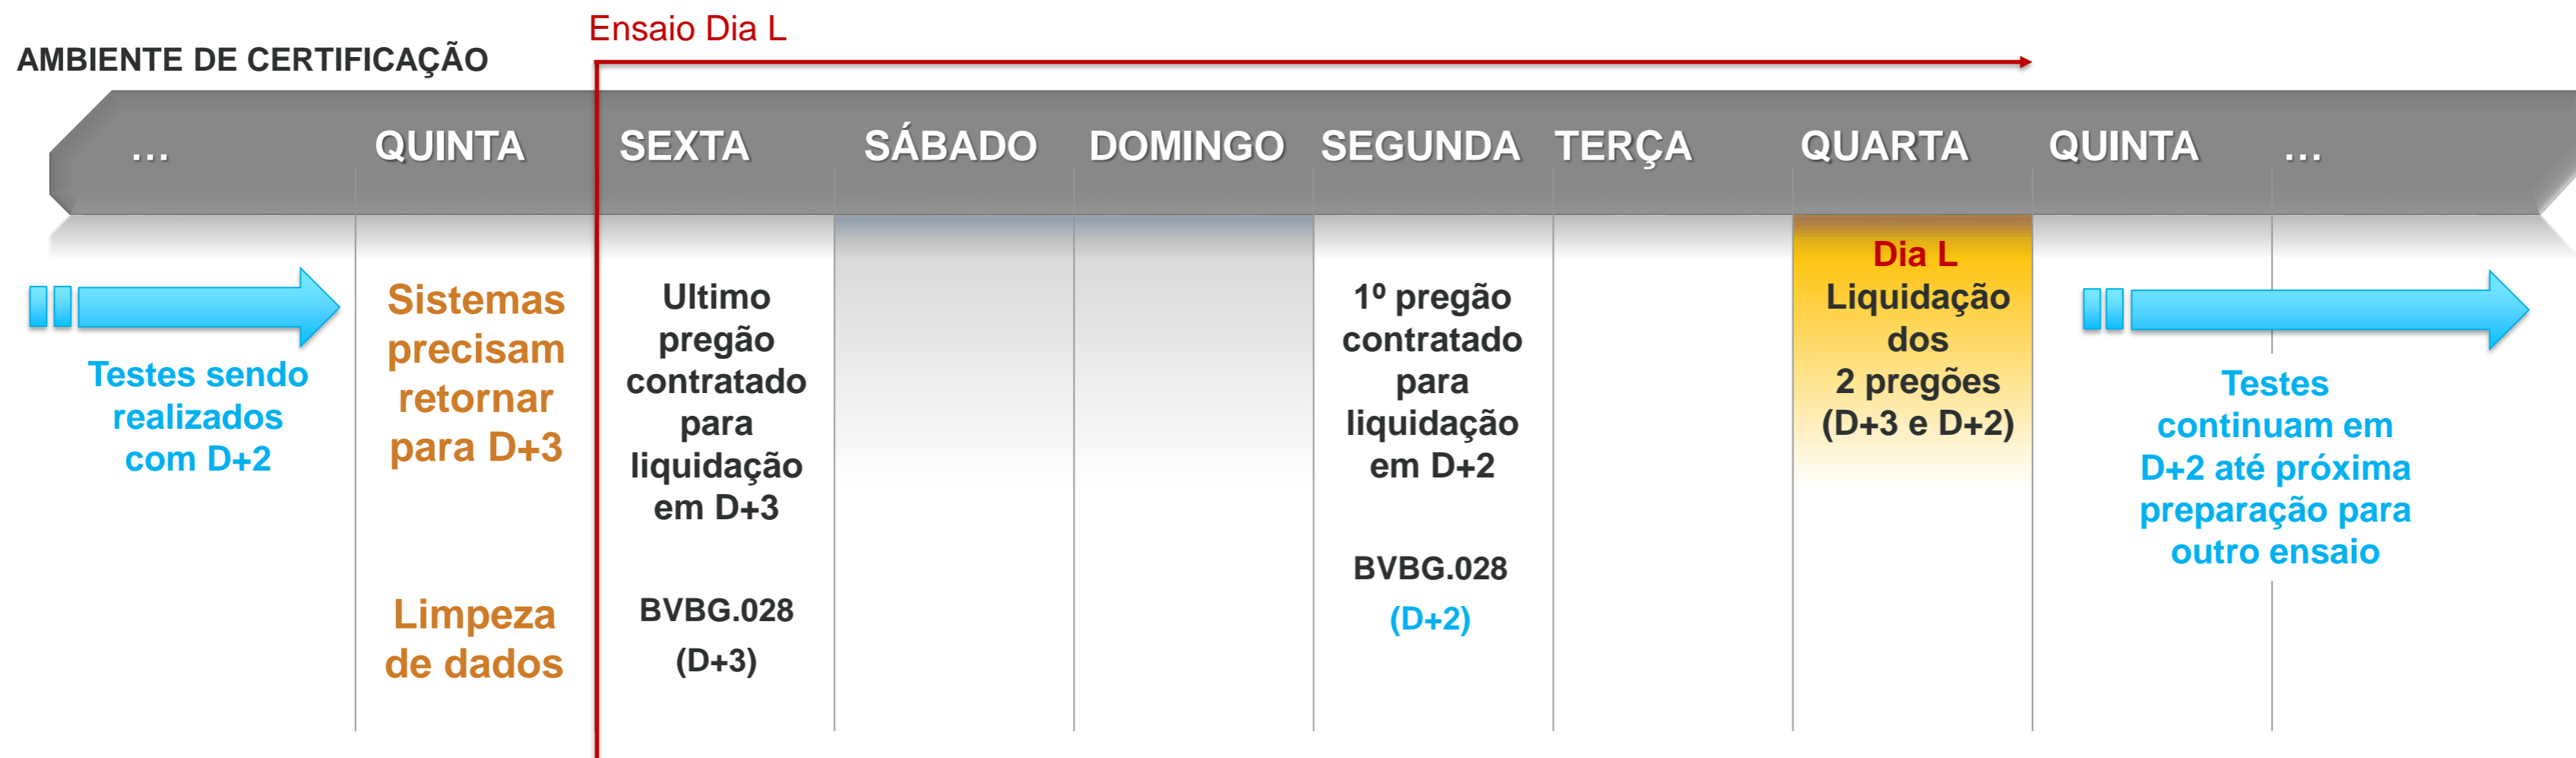 Ensaio Dia L
AMBIENTE DE CERTIFICAÇÃO
... QUINTA SEXTA SÁBADO DOMINGO SEGUNDA TERÇA QUARTA QUINTA ...
Testes sendo
realizados
com D+2
Sistemas
precisam
retornar
para D+3
Limpeza
de dados
Ultimo
pregão
contratado
para
liquidação
em D+3
BVBG.028
(D+3)
1º pregão
contratado
para
liquidação
em D+2
BVBG.028
(D+2)
Dia L
Liquidação
dos
2 pregões
(D+3 e D+2)
Testes
continuam em
D+2 até próxima
preparação para
outro ensaio